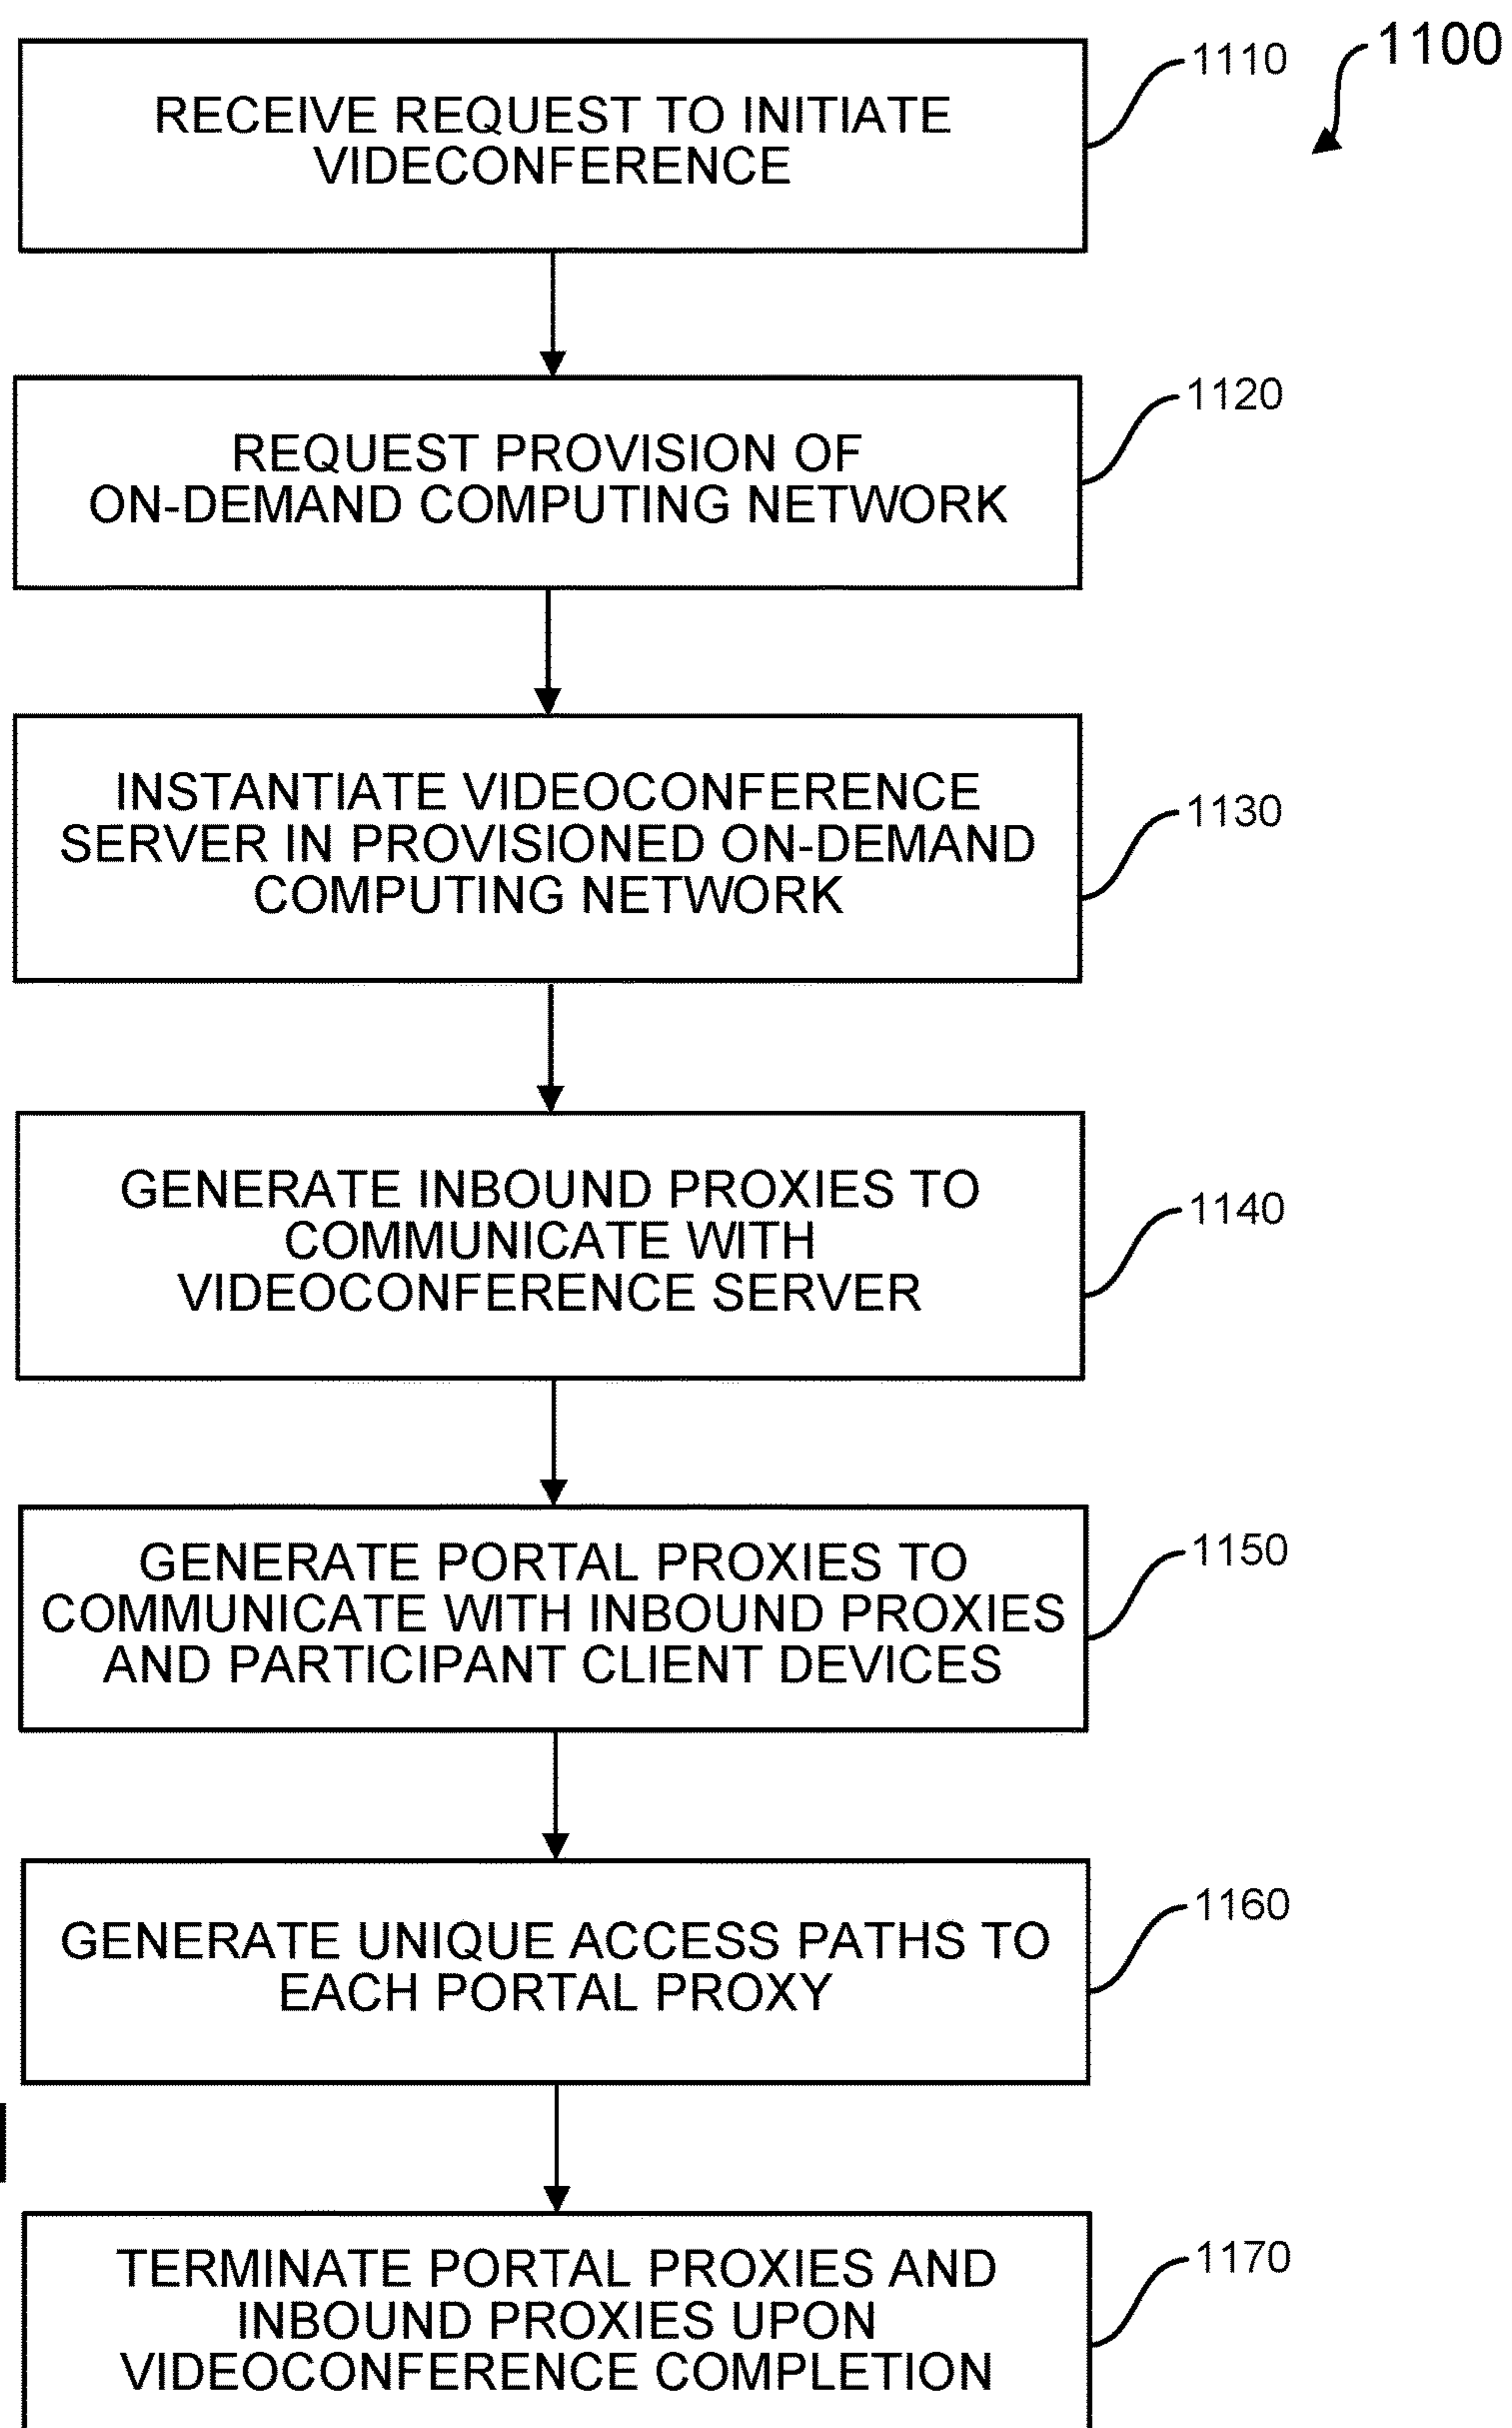 1100
RECEIVE REQUEST TO INITIATE
VIDECONFERENCE
1110
REQUEST PROVISION OF
ON-DEMAND COMPUTING NETWORK
1120
INSTANTIATE VIDEOCONFERENCE
SERVER IN PROVISIONED ON-DEMAND
COMPUTING NETWORK
1130
GENERATE INBOUND PROXIES TO
COMMUNICATE WITH
VIDEOCONFERENCE SERVER
1140
GENERATE PORTAL PROXIES TO
COMMUNICATE WITH INBOUND PROXIES
AND PARTICIPANT CLIENT DEVICES
1150
GENERATE UNIQUE ACCESS PATHS TO
EACH PORTAL PROXY
1160
TERMINATE PORTAL PROXIES AND
INBOUND PROXIES UPON
VIDEOCONFERENCE COMPLETION
1170